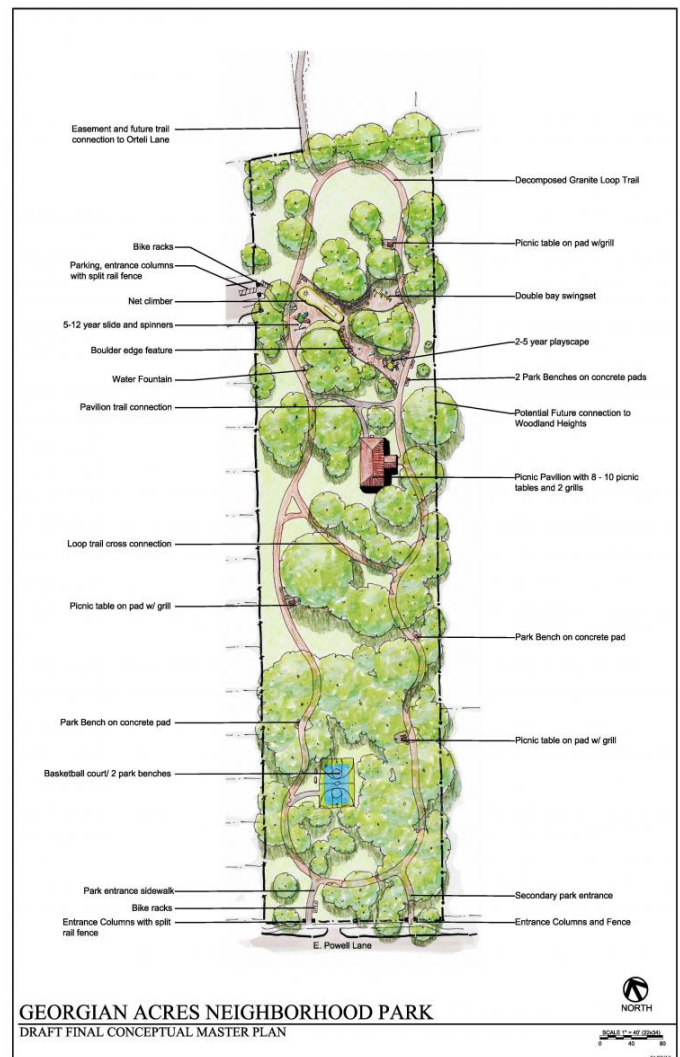 Easement and future trail
connection to Orteli Lane
Decomposed Granite Loop Trail
Bike racks
Picnic table on pad w/grill
Parking, entrance columns
with split rail fence
Net climber
Double bay swingset
5-12 year slide and spinners
Boulder edge feature
2-5 year playscape
Water Fountain
2 Park Benches on concrete pads
Pavilion trail connection
Potential Future connection to
Woodland Heights
Picnic Pavilion with 8 - 10 picnic
tables and 2 grills
Loop trail cross connection
Picnic table on pad w/ grill
Park Bench on concrete pad
Park Bench on concrete pad
Picnic table on pad w/ grill
Basketball court/ 2 park benches
Park entrance sidewalk
Secondary park entrance
Bike racks
Entrance Columns with split
rail fence
Entrance Columns and Fence
E. Powell Lane
NORTH
GEORGIAN ACRES NEIGHBORHOOD PARK
DRAFT FINAL CONCEPTUAL MASTER PLAN
SCALE 1" = 40' (22x34)
0 40 80